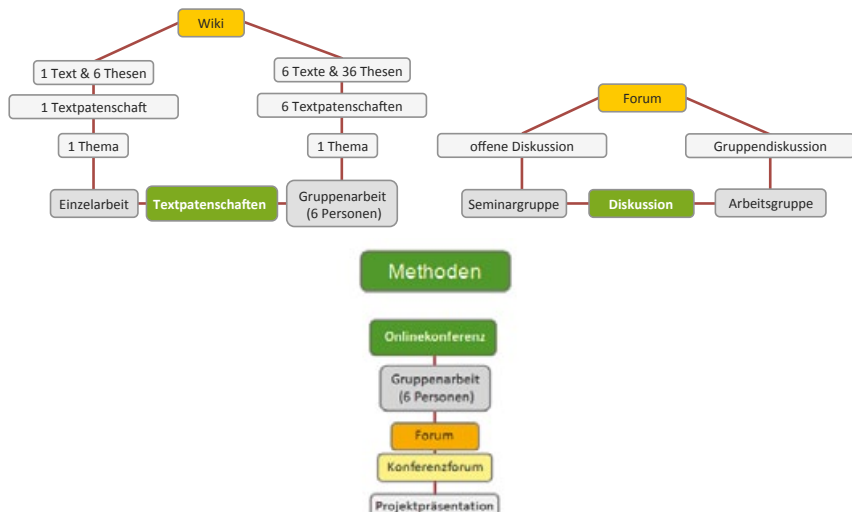 Wiki
1 Text & 6 Thesen
1 Textpatenschaft
1 Thema
Einzelarbeit
Textpatenschaften
6 Texte & 36 Thesen
6 Textpatenschaften
1 Thema
Gruppenarbeit
(6 Personen)
Forum
offene Diskussion
Gruppendiskussion
Seminargruppe
Diskussion
Arbeitsgruppe
Methoden
Onlinekonferenz
Gruppenarbeit
(6 Personen)
Forum
Konferenzforum
Projektpräsentation